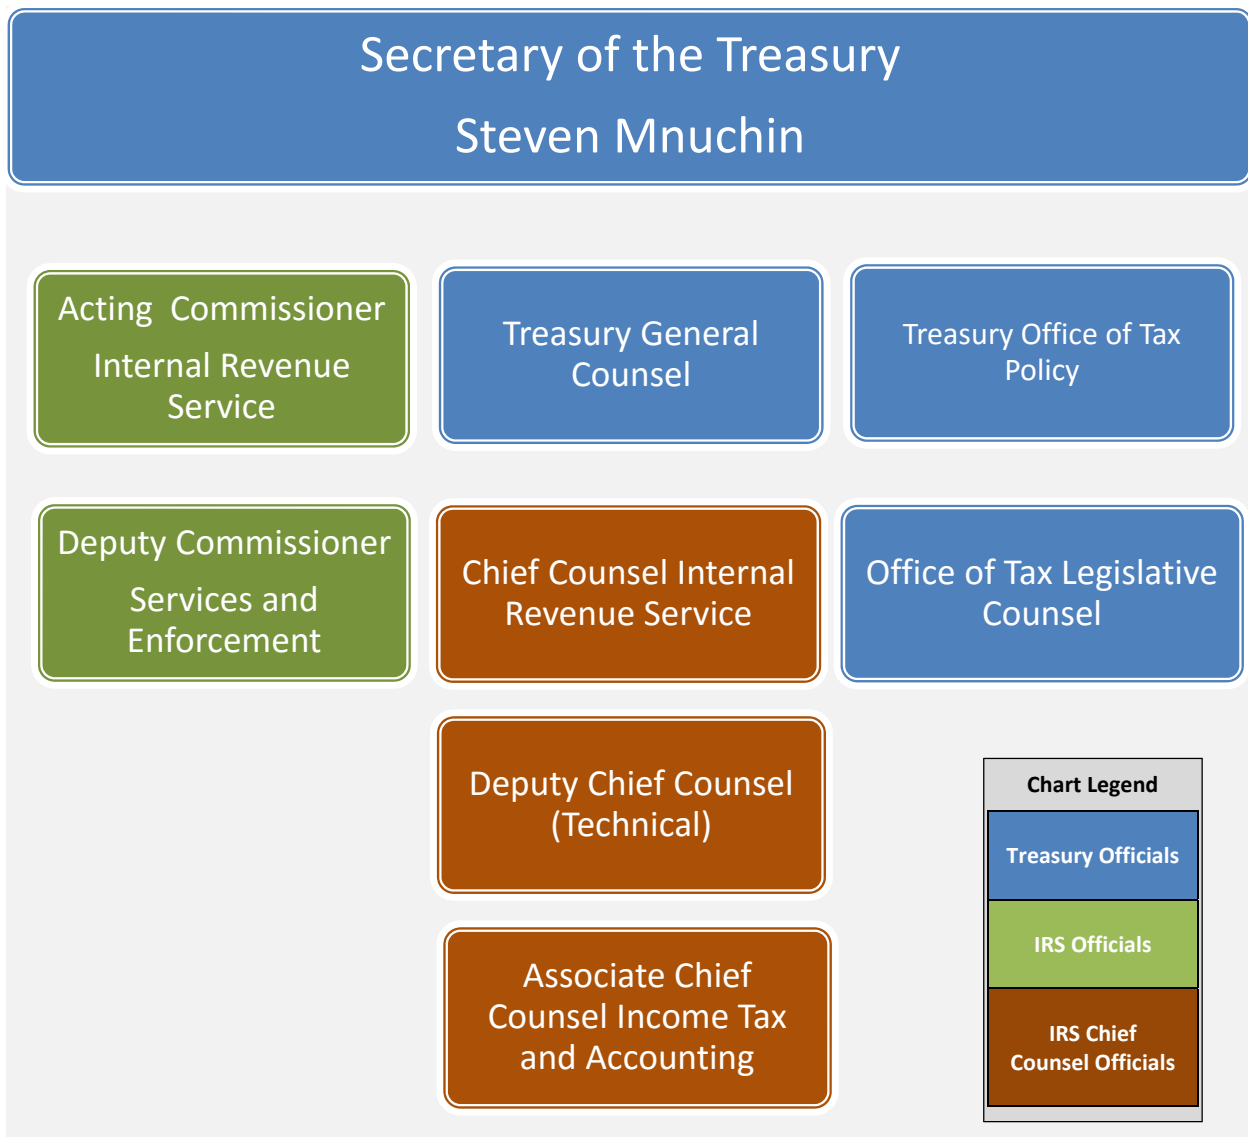 Secretary of the Treasury
Steven Mnuchin
Acting Commissioner
Internal Revenue
Service
Treasury General
Counsel
Treasury Office of Tax
Policy
Deputy Commissioner
Services and
Enforcement
Chief Counsel Internal
Revenue Service
Office of Tax Legislative
Counsel
Deputy Chief Counsel
(Technical)
Associate Chief
Counsel Income Tax
and Accounting
Chart Legend
Treasury Officials
IRS Officials
IRS Chief
Counsel Officials